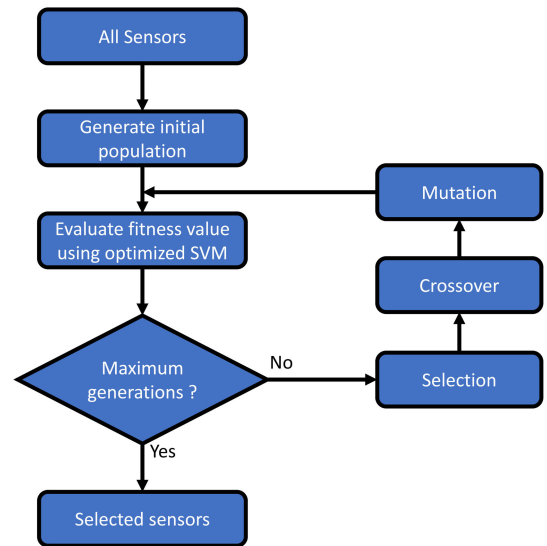 All Sensors
Generate initial
population
Mutation
Evaluate fitness value
using optimized SVM
Crossover
Maximum
generations ?
No
Selection
Yes
Selected sensors